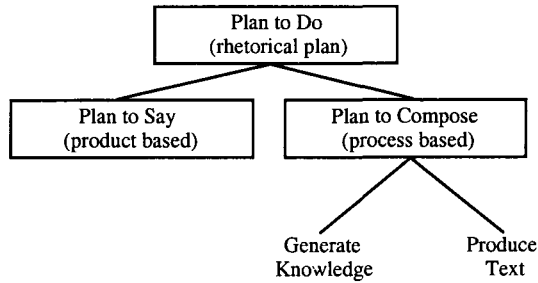 Plan to Do
(rhetorical plan)
Plan to Say
(product based)
Plan to Compose
(process based)
Generate
Knowledge
Produce
Text